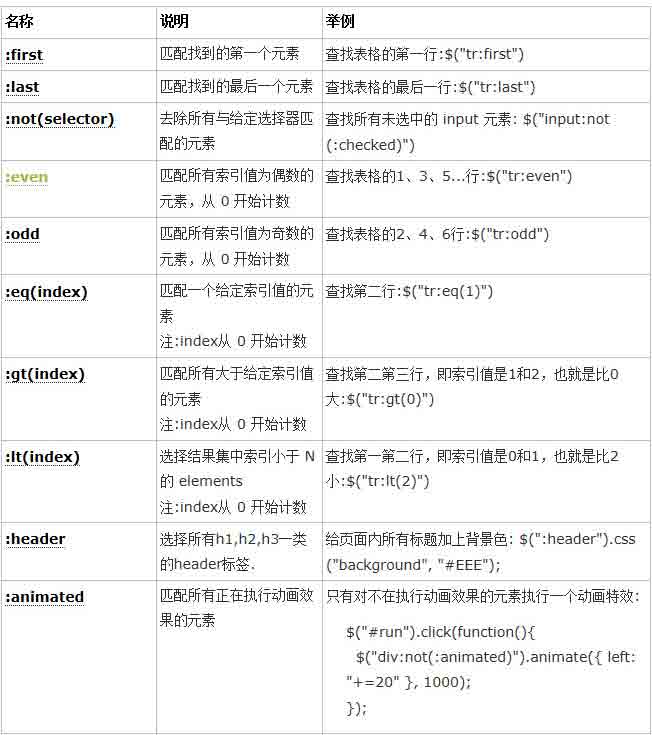 名称 说明 举例
:first 匹配找到的第一个元素 查找表格的第一行:$("tr:first")
:last 匹配找到的最后一个元素 查找表格的最后一行:$("tr:last")
:not(selector) 去除所有与给定选择器匹 查找所有未选中的 input 元素: $("input:not
配的元素 (:checked)")
:even 匹配所有索引值为偶数的 查找表格的1、3、5...行:$("tr:even")
元素，从 0 开始计数
:odd 匹配所有索引值为奇数的 查找表格的2、4、6行:$("tr:odd")
元素，从 0 开始计数
:eq(index) 匹配一个给定索引值的元 查找第二行:$("tr:eq(1)")
素
注:index从 0 开始计数
:gt(index) 匹配所有大于给定索引值 查找第二第三行，即索引值是1和2，也就是比0
的元素 大:$("tr:gt(0)")
注:index从 0 开始计数
:lt(index) 选择结果集中索引小于 N 查找第一第二行，即索引值是0和1，也就是比2
的 elements 小:$("tr:lt(2)")
注:index从 0 开始计数
:header 选择所有h1,h2,h3一类 给页面内所有标题加上背景色: $(":header").css
的header标签. ("background", "#EEE");
:animated 匹配所有正在执行动画效 只有对不在执行动画效果的元素执行一个动画特效:
果的元素
$("#run").click(function(){
$("div:not(:animated)").animate({ left:
"+=20" }, 1000);
});